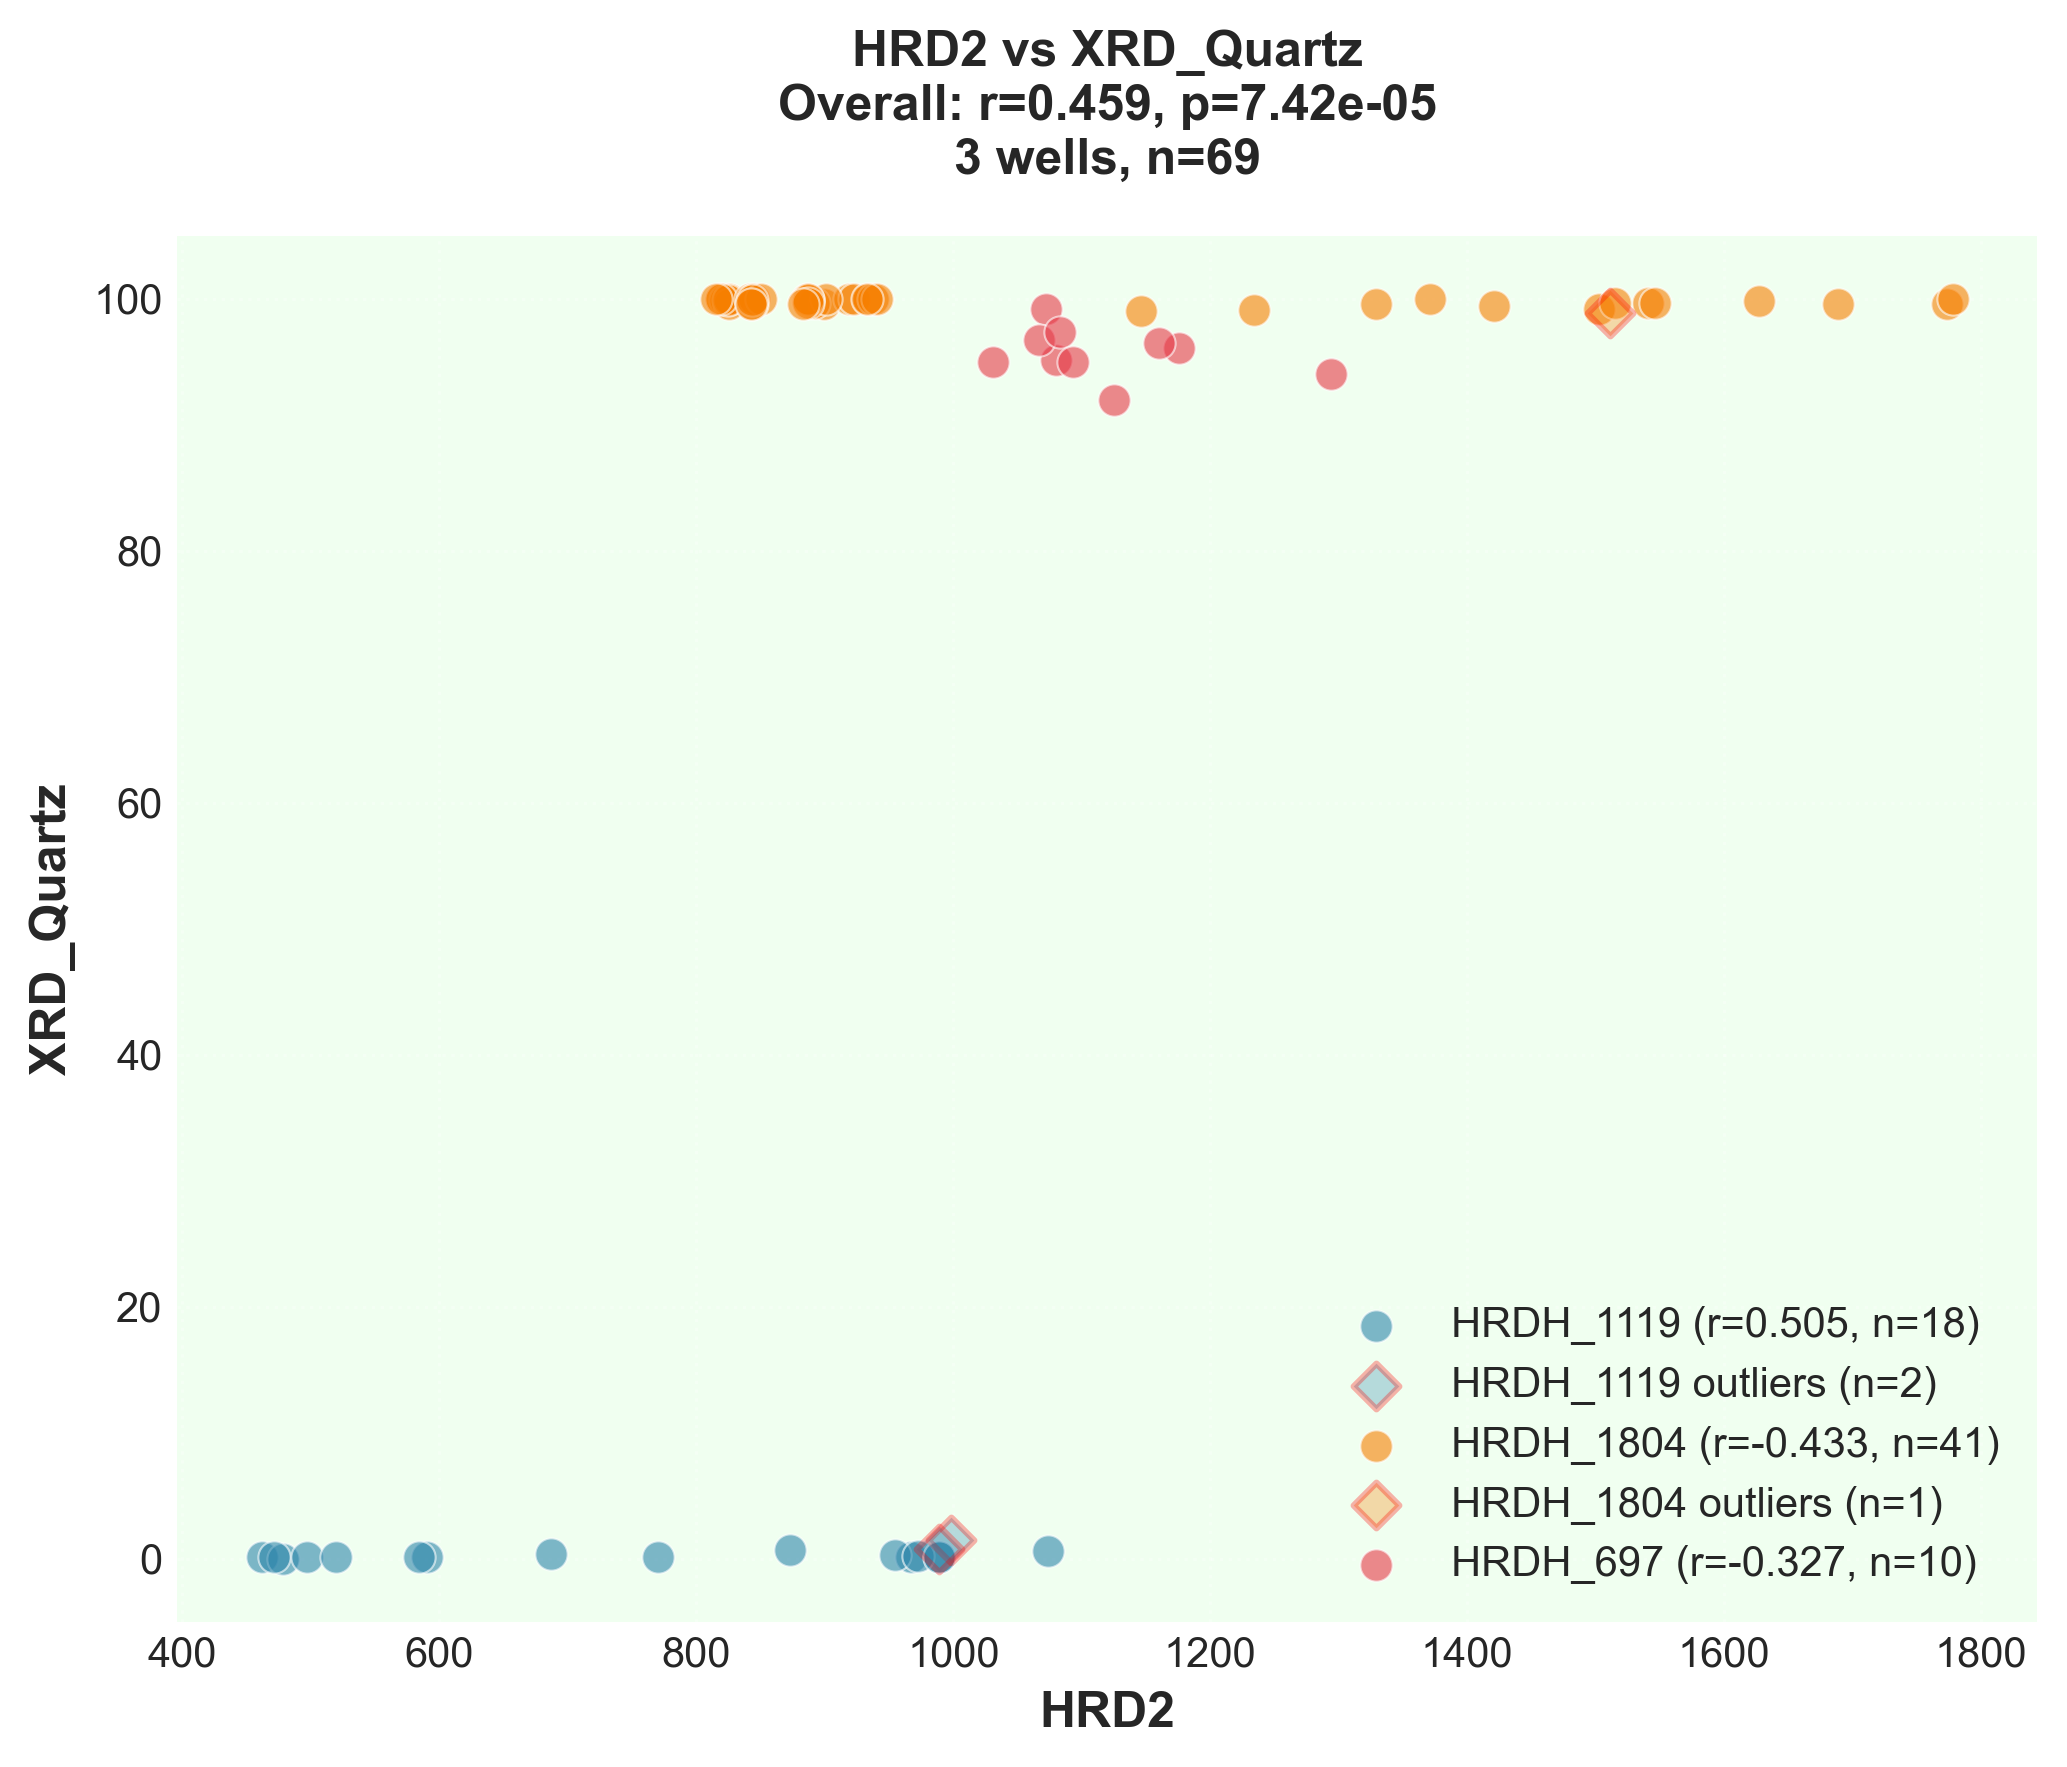 HRD2 vs XRD_Quartz
Overall: r=0.459, p=7.42e-05
3 wells, n=69
XRD_Quartz
100
80
60
40
20
0
HRDH_1119 (r=0.505, n=18)
HRDH_1119 outliers (n=2)
HRDH_1804 (r=-0.433, n=41)
HRDH_1804 outliers (n=1)
HRDH_697 (r=-0.327, n=10)
400 600 800 1000 1200 1400 1600 1800
HRD2